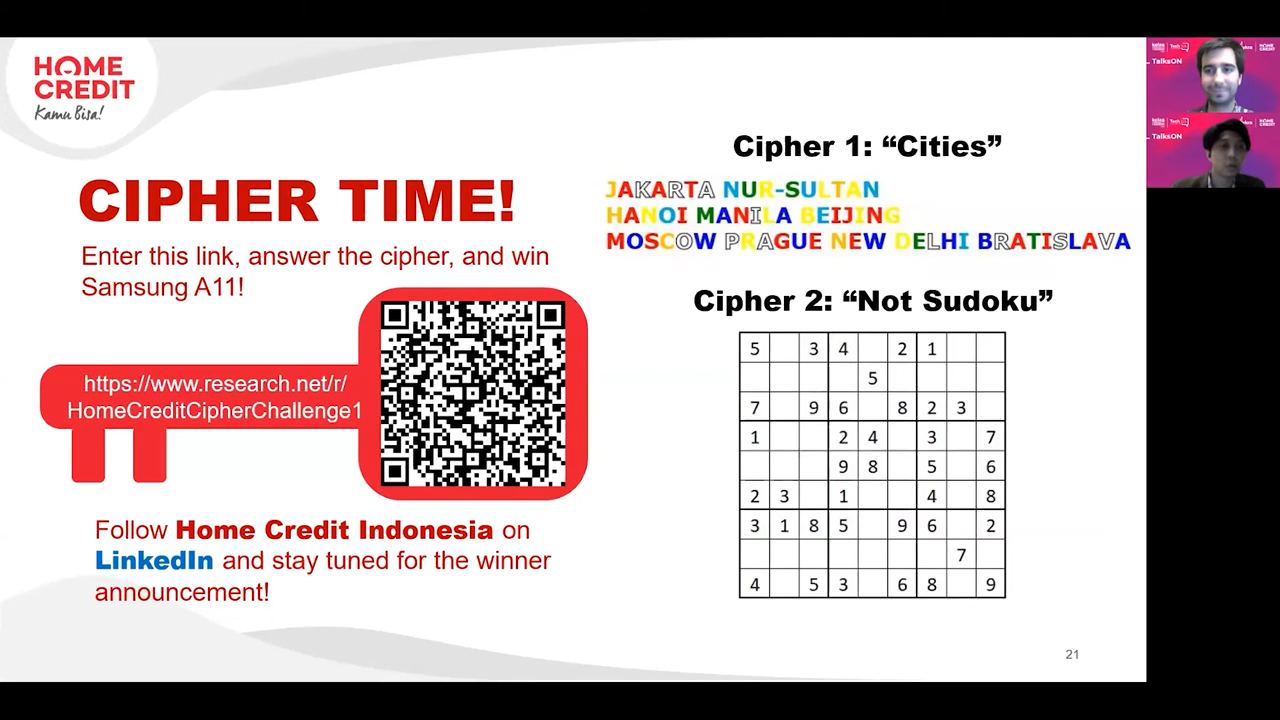 HOME
CREDIT
Kamu Bisa!
CIPHER TIME!
Enter this link, answer the cipher, and win
Samsung A11!
https://www.research.net/r/
HomeCreditCipherChallenge1
Follow Home Credit Indonesia on
LinkedIn and stay tuned for the winner
announcement!
Cipher 1: “Cities”
JAKARTA NUR-SULTAN
HANOI MANILA BEIJING
MOSCOW PRAGUE NEW DELHI BRATISLAVA
Cipher 2: “Not Sudoku”
5 3 4 2 1
5
7 9 6 8 2 3
1 2 4 3 7
9 8 5 6
2 3 1 4 8
3 1 8 5 9 6 2
7
4 5 3 6 8 9
21
TalksON
TalksON